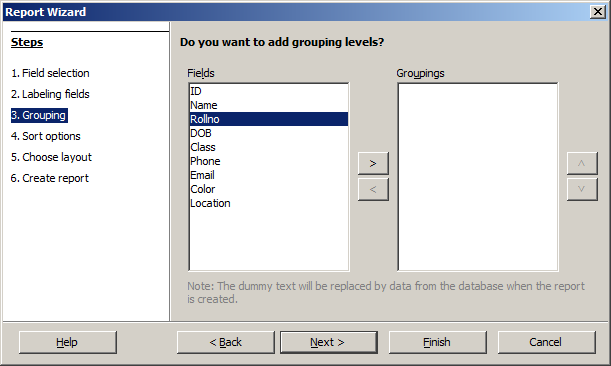 Report Wizard
Steps
1. Field selection
2. Labeling fields
3. Grouping
4. Sort options
5. Choose layout
6. Create report
Do you want to add grouping levels?
Fields
ID
Name
Rollno
DOB
Class
Phone
Email
Color
Location
>
<
Groupings
^
v
Note: The dummy text will be replaced by data from the database when the report
is created.
Help
< Back
Next >
Finish
Cancel